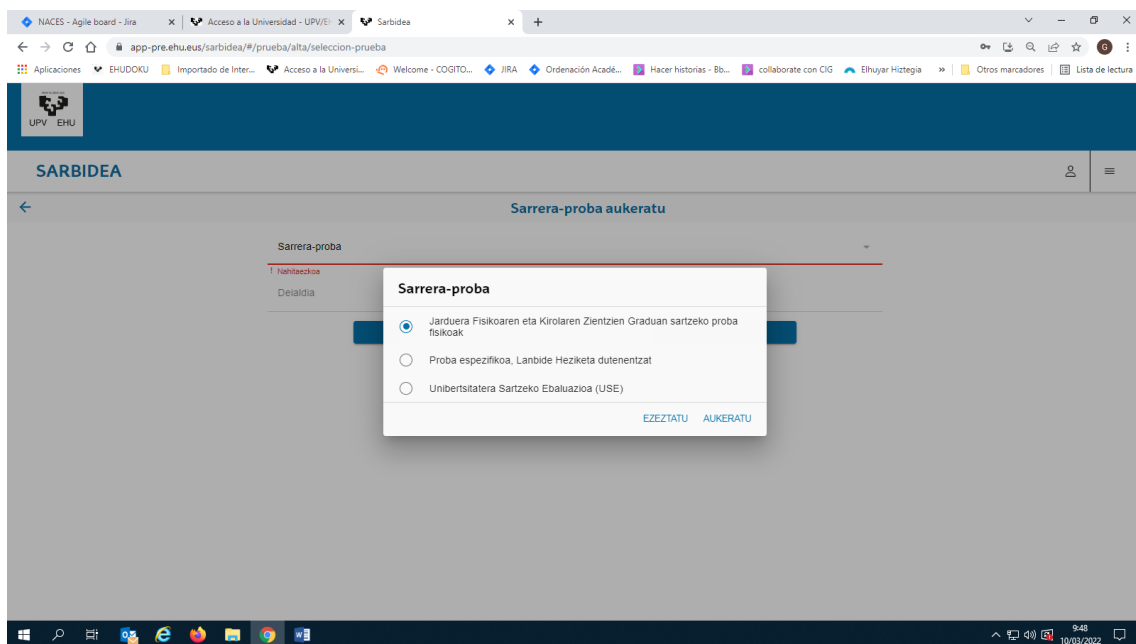 NACES - Agile board - Jira
Acceso a la Universidad - UPV/EH
Sarbidea
app-pre.ehu.eus/sarbidea/#/prueba/alta/seleccion-prueba
G
Aplicaciones
EHUDOKU
Importado de Inter...
Acceso a la Universi...
Welcome - COGITO...
JIRA
Ordenación Acadé...
Hacer historias - Bb...
collaborate con CIG
Elhuyar Hiztegia
»
Otros marcadores
Lista de lectura
UPV EHU
SARBIDEA
Sarrera-proba aukeratu
Sarrera-proba
! Nahitaezkoa
Deialdia
Sarrera-proba
Jarduera Fisikoaren eta Kirolaren Zientzien Graduan sartzeko proba
fisikoak
Proba espezifikoa, Lanbide Heziketa dutenentzat
Unibertsitatera Sartzeko Ebaluazioa (USE)
EZEZTATU AUKERATU
9:48
10/03/2022